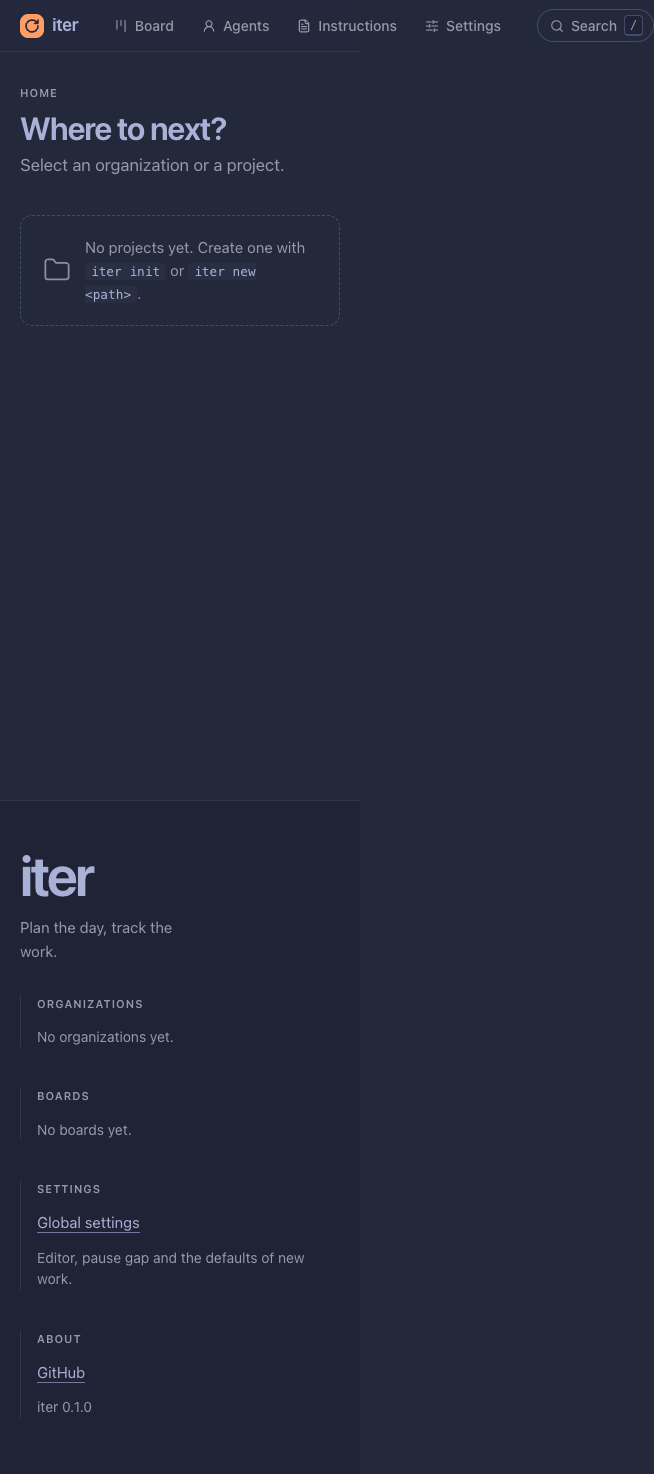 iter
Board
Agents
Instructions
Settings
Search /
HOME
Where to next?
Select an organization or a project.
No projects yet. Create one with
iter init or iter new
<path>.
iter
Plan the day, track the
work.
ORGANIZATIONS
No organizations yet.
BOARDS
No boards yet.
SETTINGS
Global settings
Editor, pause gap and the defaults of new
work.
ABOUT
GitHub
iter 0.1.0